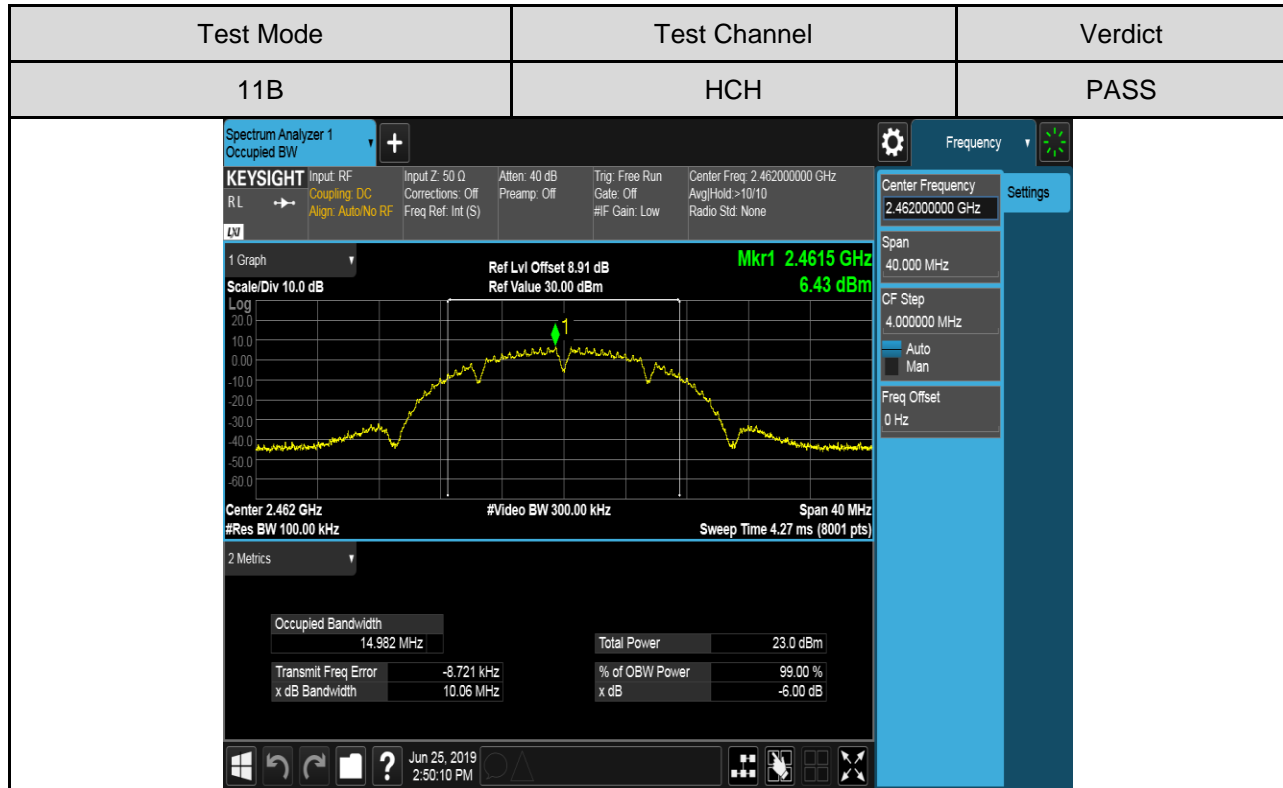 Test Mode Test Channel Verdict
11B HCH PASS
Spectrum Analyzer 1
Occupied BW
+
Frequency
KEYSIGHT Input: RF Input Z: 50 Ω Atten: 40 dB Trig: Free Run Center Freq: 2.462000000 GHz
RL Coupling: DC Corrections: Off Preamp: Off Gate: Off Avg|Hold:>10/10
Align: Auto/No RF Freq Ref: Int (S) #IF Gain: Low Radio Std: None
LXI
Center Frequency
2.462000000 GHz
Settings
Span
40.000 MHz
CF Step
4.000000 MHz
Auto
Man
Freq Offset
0 Hz
1 Graph
Ref Lvl Offset 8.91 dB
Mkr1 2.4615 GHz
Scale/Div 10.0 dB
Ref Value 30.00 dBm
6.43 dBm
Log
20.0
1
10.0
0.00
-10.0
-20.0
-30.0
-40.0
-50.0
-60.0
Center 2.462 GHz #Video BW 300.00 kHz Span 40 MHz
#Res BW 100.00 kHz Sweep Time 4.27 ms (8001 pts)
2 Metrics
Occupied Bandwidth
14.982 MHz Total Power 23.0 dBm
Transmit Freq Error -8.721 kHz % of OBW Power 99.00 %
x dB Bandwidth 10.06 MHz x dB -6.00 dB
? Jun 25, 2019
2:50:10 PM